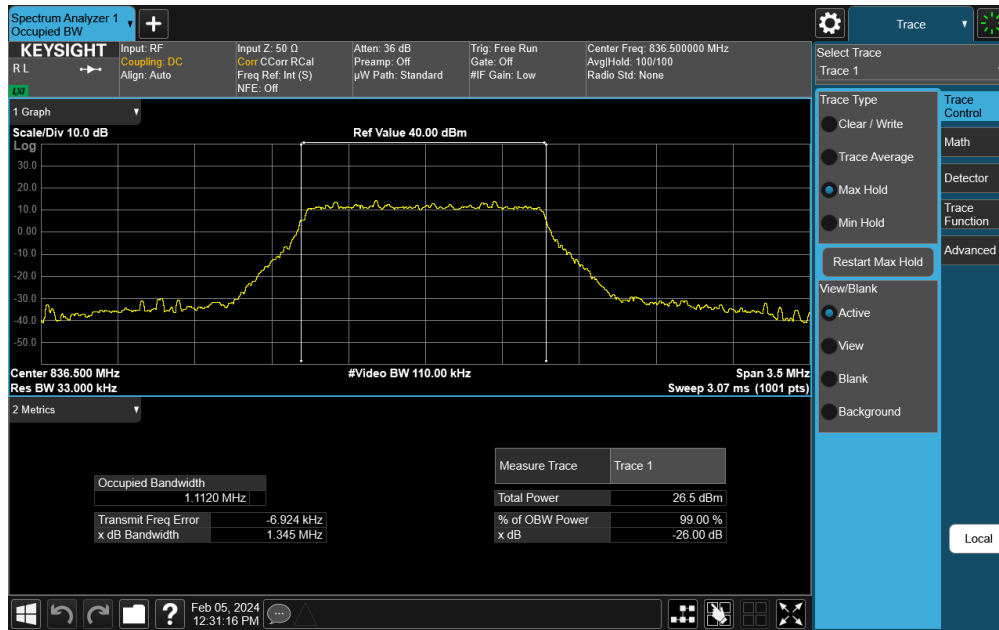 Spectrum Analyzer 1
Occupied BW
Trace
KEYSIGHT
R L
LXI
Input: RF
Coupling: DC
Align: Auto
Input Z: 50 Ω
Corr CCorr RCal
Freq Ref: Int (S)
NFE: Off
Atten: 36 dB
Preamp: Off
µW Path: Standard
Trig: Free Run
Gate: Off
#IF Gain: Low
Center Freq: 836.500000 MHz
Avg|Hold: 100/100
Radio Std: None
Select Trace
Trace 1
1 Graph
Scale/Div 10.0 dB
Ref Value 40.00 dBm
Log
30.0
20.0
10.0
0.00
-10.0
-20.0
-30.0
-40.0
-50.0
Center 836.500 MHz
#Video BW 110.00 kHz
Span 3.5 MHz
Res BW 33.000 kHz
Sweep 3.07 ms (1001 pts)
Trace Type
Clear / Write
Trace Average
Max Hold
Min Hold
Restart Max Hold
View/Blank
Active
View
Blank
Background
Trace
Control
Math
Detector
Trace
Function
Advanced
Local
2 Metrics
Occupied Bandwidth
1.1120 MHz
Transmit Freq Error -6.924 kHz
x dB Bandwidth 1.345 MHz
Measure Trace Trace 1
Total Power 26.5 dBm
% of OBW Power 99.00 %
x dB -26.00 dB
?
Feb 05, 2024
12:31:16 PM